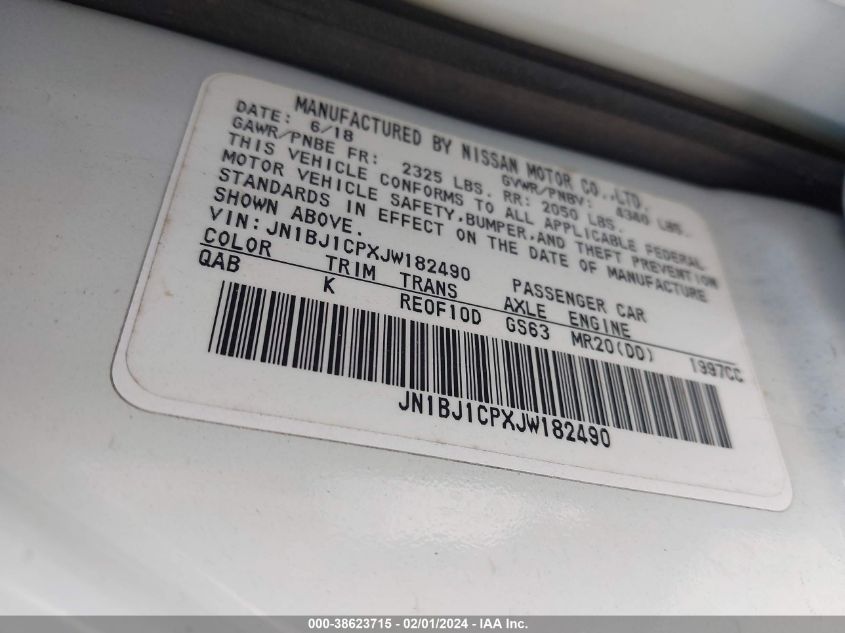 MANUFACTURED BY NISSAN MOTOR CO.,LTD.
DATE: 6/18 GVWR/PNBV: 4340 LBS.
GAWR/PNBE FR: 2325 LBS. RR: 2050 LBS.
THIS VEHICLE CONFORMS TO ALL APPLICABLE FEDERAL
MOTOR VEHICLE SAFETY,BUMPER,AND THEFT PREVENTION
STANDARDS IN EFFECT ON THE DATE OF MANUFACTURE
SHOWN ABOVE.
VIN:JN1BJ1CPXJW182490 PASSENGER CAR
COLOR TRIM TRANS AXLE ENGINE
QAB K RE0F10D GS63 MR20(DD) 1997CC
JN1BJ1CPXJW182490
000-38623715 - 02/01/2024 - IAA Inc.